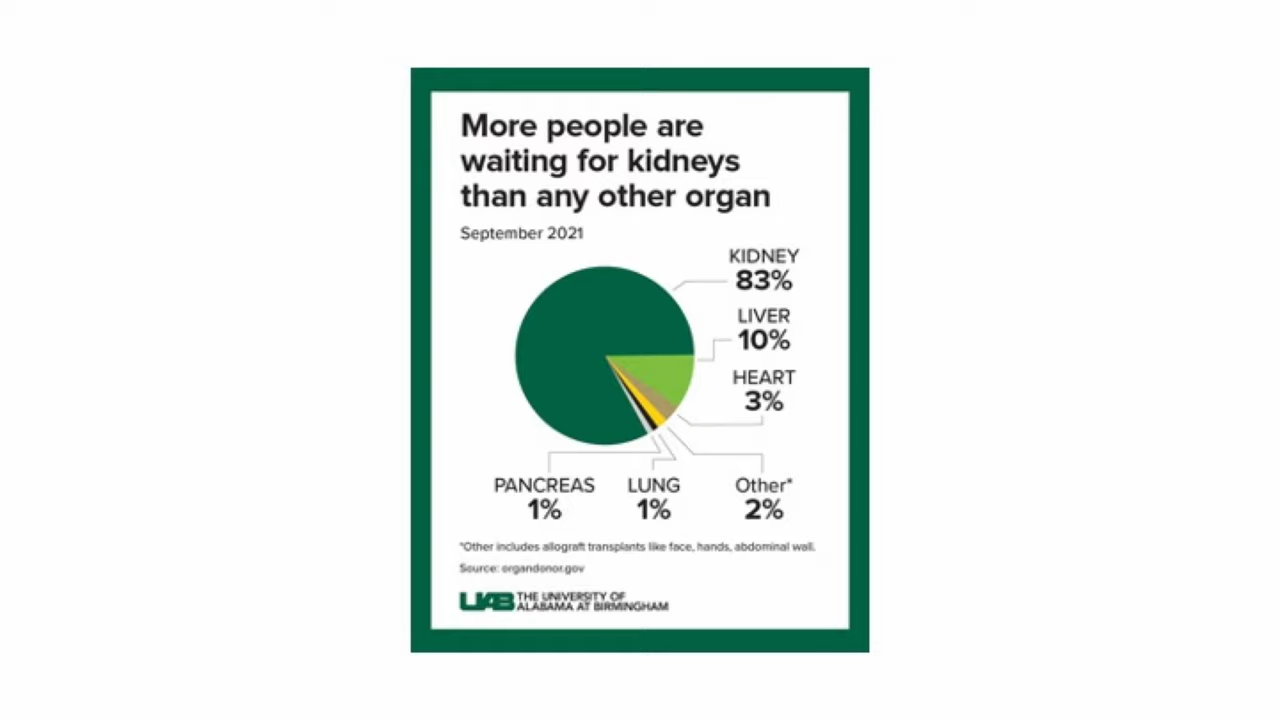 More people are
waiting for kidneys
than any other organ
September 2021
KIDNEY
83%
LIVER
10%
HEART
3%
PANCREAS
1%
LUNG
1%
Other*
2%
*Other includes allograft transplants like face, hands, abdominal wall.
Source: organdonor.gov
UAB THE UNIVERSITY OF
ALABAMA AT BIRMINGHAM